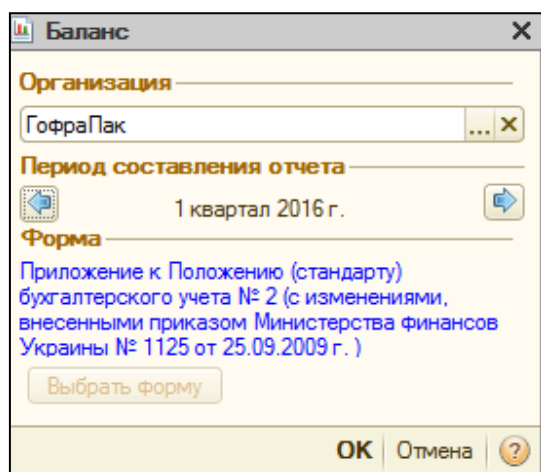 Баланс
Организация
ГофраПак
...
Период составления отчета
1 квартал 2016 г.
Форма
Приложение к Положению (стандарту)
бухгалтерского учета № 2 (с изменениями,
внесенными приказом Министерства финансов
Украины № 1125 от 25.09.2009 г. )
Выбрать форму
OK Отмена ?